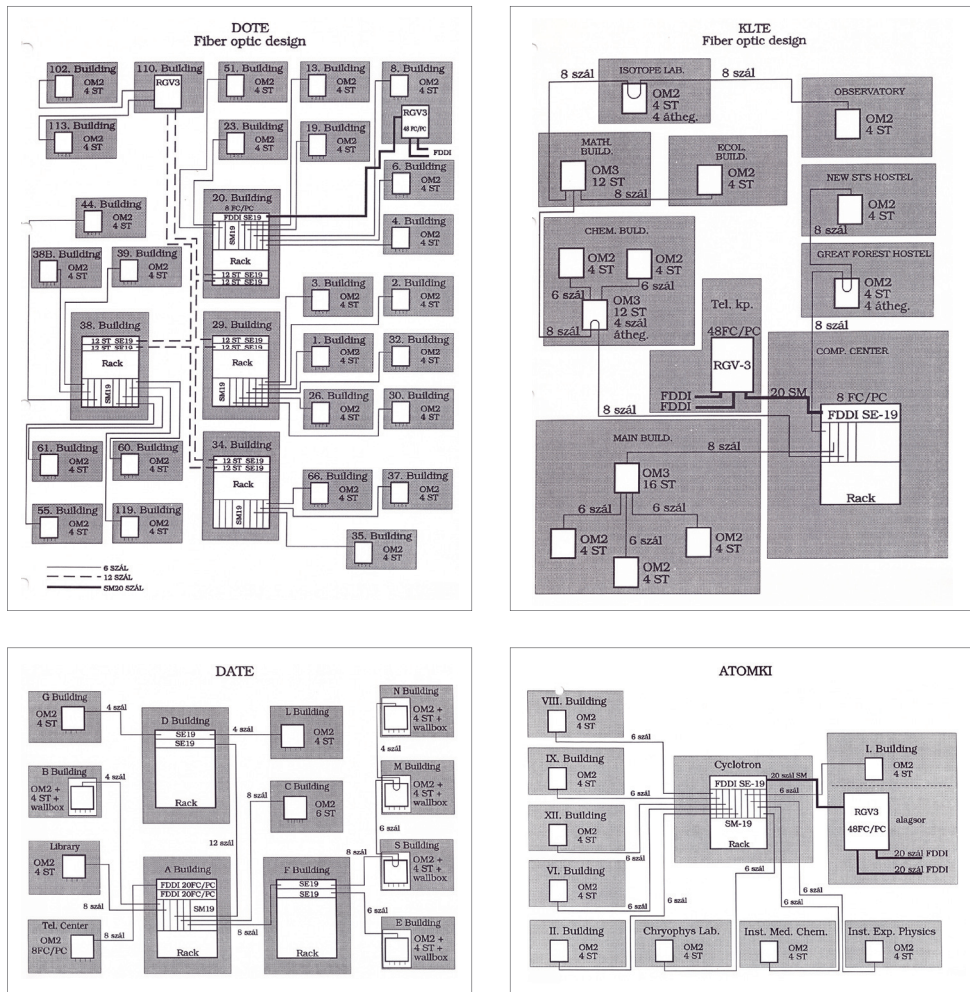 DOTE
Fiber optic design
102. Building
OM2
4 ST
110. Building
RGV3
51. Building
OM2
4 ST
13. Building
OM2
4 ST
8. Building
OM2
4 ST
RGV3
48 FC/PC
FDDI
113. Building
OM2
4 ST
23. Building
OM2
4 ST
19. Building
OM2
4 ST
6. Building
OM2
4 ST
20. Building
8 FC/PC
FDDI SE19
SM19
Rack
12 ST SE19
12 ST SE19
4. Building
OM2
4 ST
44. Building
OM2
4 ST
38B. Building
OM2
4 ST
39. Building
OM2
4 ST
3. Building
OM2
4 ST
2. Building
OM2
4 ST
38. Building
12 ST SE19
12 ST SE19
Rack
SM19
29. Building
12 ST SE19
12 ST SE19
Rack
SM19
1. Building
OM2
4 ST
32. Building
OM2
4 ST
26. Building
OM2
4 ST
30. Building
OM2
4 ST
61. Building
OM2
4 ST
60. Building
OM2
4 ST
34. Building
12 ST SE19
12 ST SE19
Rack
SM19
66. Building
OM2
4 ST
37. Building
OM2
4 ST
55. Building
OM2
4 ST
119. Building
OM2
4 ST
35. Building
OM2
4 ST
6 SZÁL
12 SZÁL
SM20 SZÁL
KLTE
Fiber optic design
8 szál
ISOTOPE LAB.
OM2
4 ST
4 átheg.
8 szál
OBSERVATORY
OM2
4 ST
MATH.
BUILD.
OM3
12 ST
8 szál
ECOL.
BUILD.
OM2
4 ST
NEW ST'S HOSTEL
OM2
4 ST
8 szál
CHEM. BULD.
OM2
4 ST
OM2
4 ST
6 szál
6 szál
OM3
12 ST
4 szál
átheg.
8 szál
GREAT FOREST HOSTEL
OM2
4 ST
4 átheg.
8 szál
Tel. kp.
48FC/PC
RGV-3
FDDI
FDDI
20 SM
COMP. CENTER
8 FC/PC
FDDI SE-19
Rack
8 szál
MAIN BUILD.
8 szál
OM3
16 ST
6 szál
6 szál
6 szál
OM2
4 ST
OM2
4 ST
OM2
4 ST
DATE
G Building
OM2
4 ST
4 szál
D Building
SE19
SE19
Rack
4 szál
L Building
OM2
4 ST
N Building
OM2 +
4 ST +
wallbox
4 szál
B Building
OM2 +
4 ST +
wallbox
4 szál
8 szál
C Building
OM2
6 ST
M Building
OM2 +
4 ST +
wallbox
6 szál
12 szál
Library
OM2
4 ST
8 szál
A Building
FDDI 20FC/PC
FDDI 20FC/PC
SM19
Rack
F Building
SE19
SE19
Rack
8 szál
S Building
OM2 +
4 ST +
wallbox
6 szál
Tel. Center
OM2
8FC/PC
8 szál
8 szál
E Building
OM2 +
4 ST +
wallbox
ATOMKI
VIII. Building
OM2
4 ST
6 szál
IX. Building
OM2
4 ST
6 szál
Cyclotron
FDDI SE-19
SM-19
Rack
20 szál SM
6 szál
I. Building
OM2
4 ST
RGV3
48FC/PC
alagsor
20 szál FDDI
20 szál FDDI
XII. Building
OM2
4 ST
6 szál
6 szál
6 szál
6 szál
VI. Building
OM2
4 ST
6 szál
6 szál
6 szál
II. Building
OM2
4 ST
Chryophys Lab.
OM2
4 ST
Inst. Med. Chem.
OM2
4 ST
Inst. Exp. Physics
OM2
4 ST